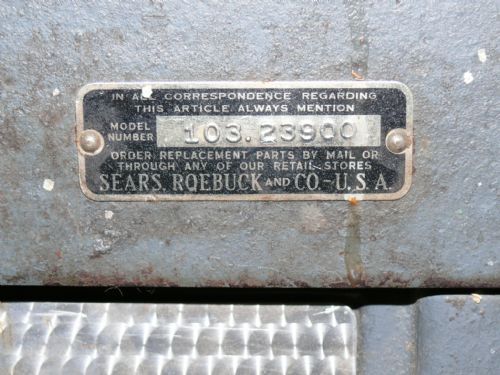 IN ALL CORRESPONDENCE REGARDING
THIS ARTICLE ALWAYS MENTION
MODEL NUMBER 103.23900
ORDER REPLACEMENT PARTS BY MAIL OR
THROUGH ANY OF OUR RETAIL STORES
SEARS, ROEBUCK AND CO.-U.S.A.